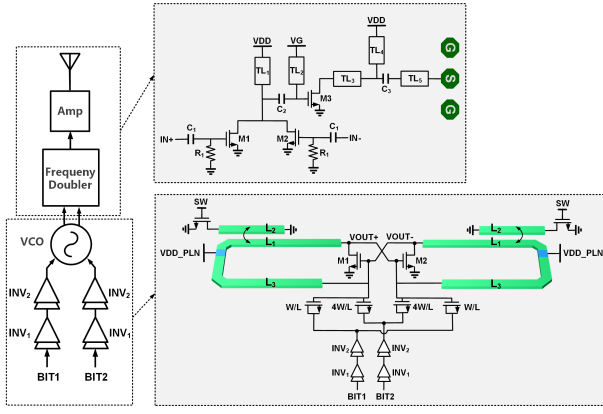 Amp
Frequeny
Doubler
VCO
INV2
INV2
INV1
INV1
BIT1
BIT2
VDD
VG
VDD
TL1
TL2
TL4
TL3
TL5
C2
C3
M3
G
S
G
C1
C1
IN+
IN-
M1
M2
R1
R1
SW
SW
L2
L2
VOUT+
VOUT-
L1
L1
VDD_PLN
VDD_PLN
M1
M2
L3
L3
W/L
4W/L
4W/L
W/L
INV2
INV2
INV1
INV1
BIT1
BIT2